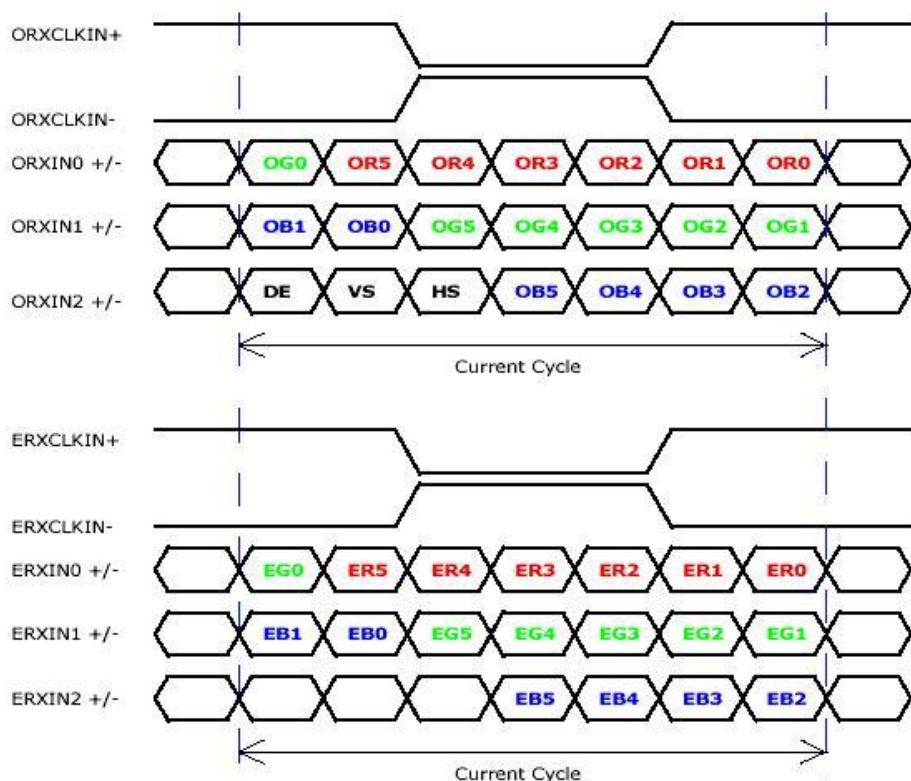 ORXCLKIN+
ORXCLKIN-
ORXIN0 +/- OG0 OR5 OR4 OR3 OR2 OR1 OR0
ORXIN1 +/- OB1 OB0 OG5 OG4 OG3 OG2 OG1
ORXIN2 +/- DE VS HS OB5 OB4 OB3 OB2
Current Cycle
ERXCLKIN+
ERXCLKIN-
ERXIN0 +/- EG0 ER5 ER4 ER3 ER2 ER1 ER0
ERXIN1 +/- EB1 EB0 EG5 EG4 EG3 EG2 EG1
ERXIN2 +/- EB5 EB4 EB3 EB2
Current Cycle